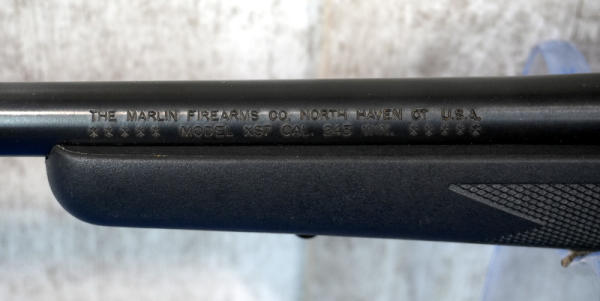 THE MARLIN FIREARMS CO. NORTH HAVEN CT U.S.A.
MODEL XS7 CAL. 243 WIN.